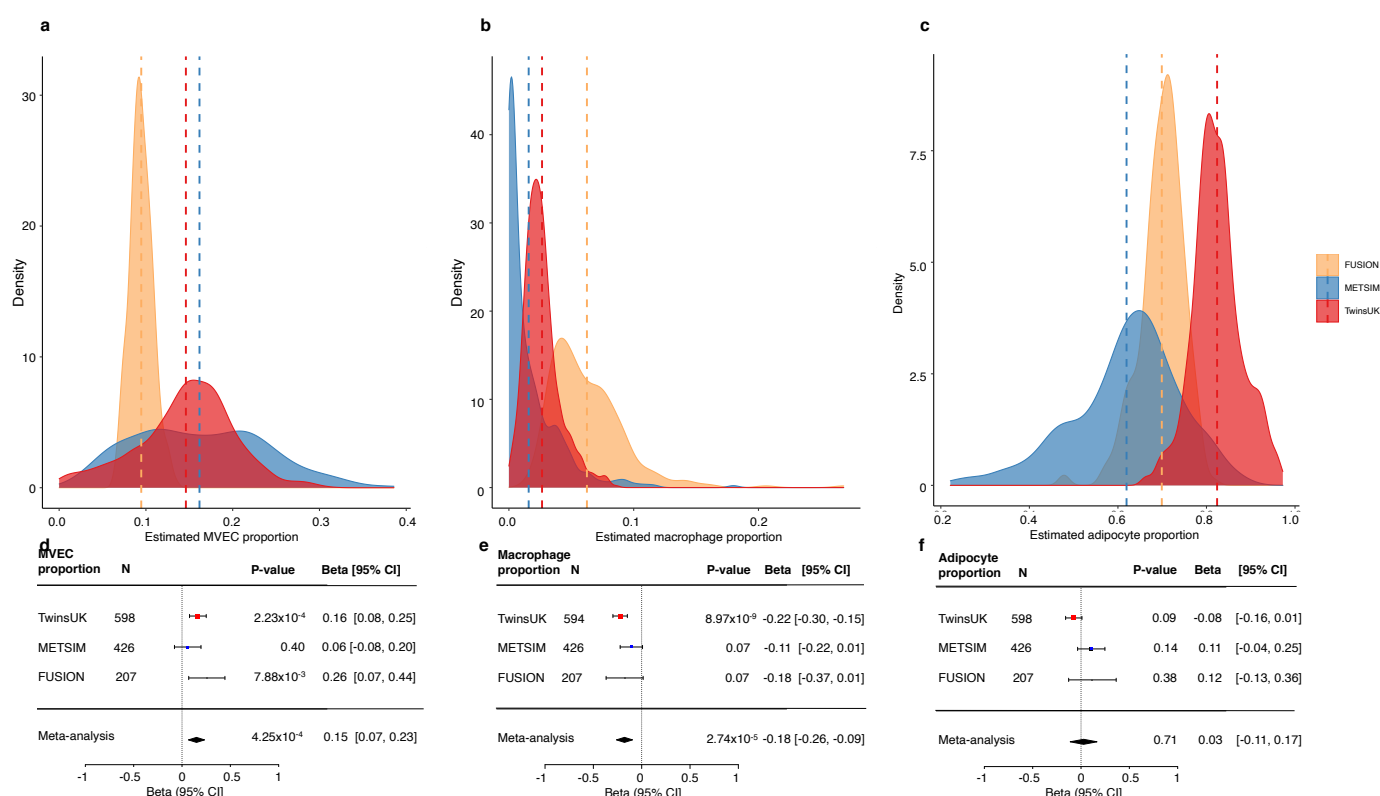 a
b
c
30
20
10
0
Density
0.0 0.1 0.2 0.3 0.4
Estimated MVEC proportion
40
30
20
10
0
Density
0.0 0.1 0.2
Estimated macrophage proportion
7.5
5.0
2.5
0
Density
0.2 0.4 0.6 0.8 1.0
Estimated adipocyte proportion
FUSION
METSIM
TwinsUK
d
MVEC
proportion N P-value Beta [95% CI]
TwinsUK 598 2.23x10-4 0.16 [0.08, 0.25]
METSIM 426 0.40 0.06 [-0.08, 0.20]
FUSION 207 7.88x10-3 0.26 [0.07, 0.44]
Meta-analysis 4.25x10-4 0.15 [0.07, 0.23]
-1 -0.5 0 0.5 1
Beta (95% CI]
e
Macrophage
proportion N P-value Beta [95% CI]
TwinsUK 594 8.97x10-9 -0.22 [-0.30, -0.15]
METSIM 426 0.07 -0.11 [-0.22, 0.01]
FUSION 207 0.07 -0.18 [-0.37, 0.01]
Meta-analysis 2.74x10-5 -0.18 [-0.26, -0.09]
-1 -0.5 0 0.5 1
Beta (95% CI]
f
Adipocyte
proportion N P-value Beta [95% CI]
TwinsUK 598 0.09 -0.08 [-0.16, 0.01]
METSIM 426 0.14 0.11 [-0.04, 0.25]
FUSION 207 0.38 0.12 [-0.13, 0.36]
Meta-analysis 0.71 0.03 [-0.11, 0.17]
-1 -0.5 0 0.5 1
Beta (95% CI]